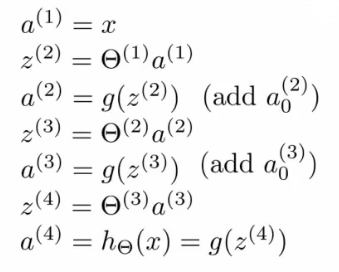 a^{(1)} = x
z^{(2)} = Θ^{(1)}a^{(1)}
a^{(2)} = g(z^{(2)}) (add a_0^{(2)})
z^{(3)} = Θ^{(2)}a^{(2)}
a^{(3)} = g(z^{(3)}) (add a_0^{(3)})
z^{(4)} = Θ^{(3)}a^{(3)}
a^{(4)} = h_Θ(x) = g(z^{(4)})